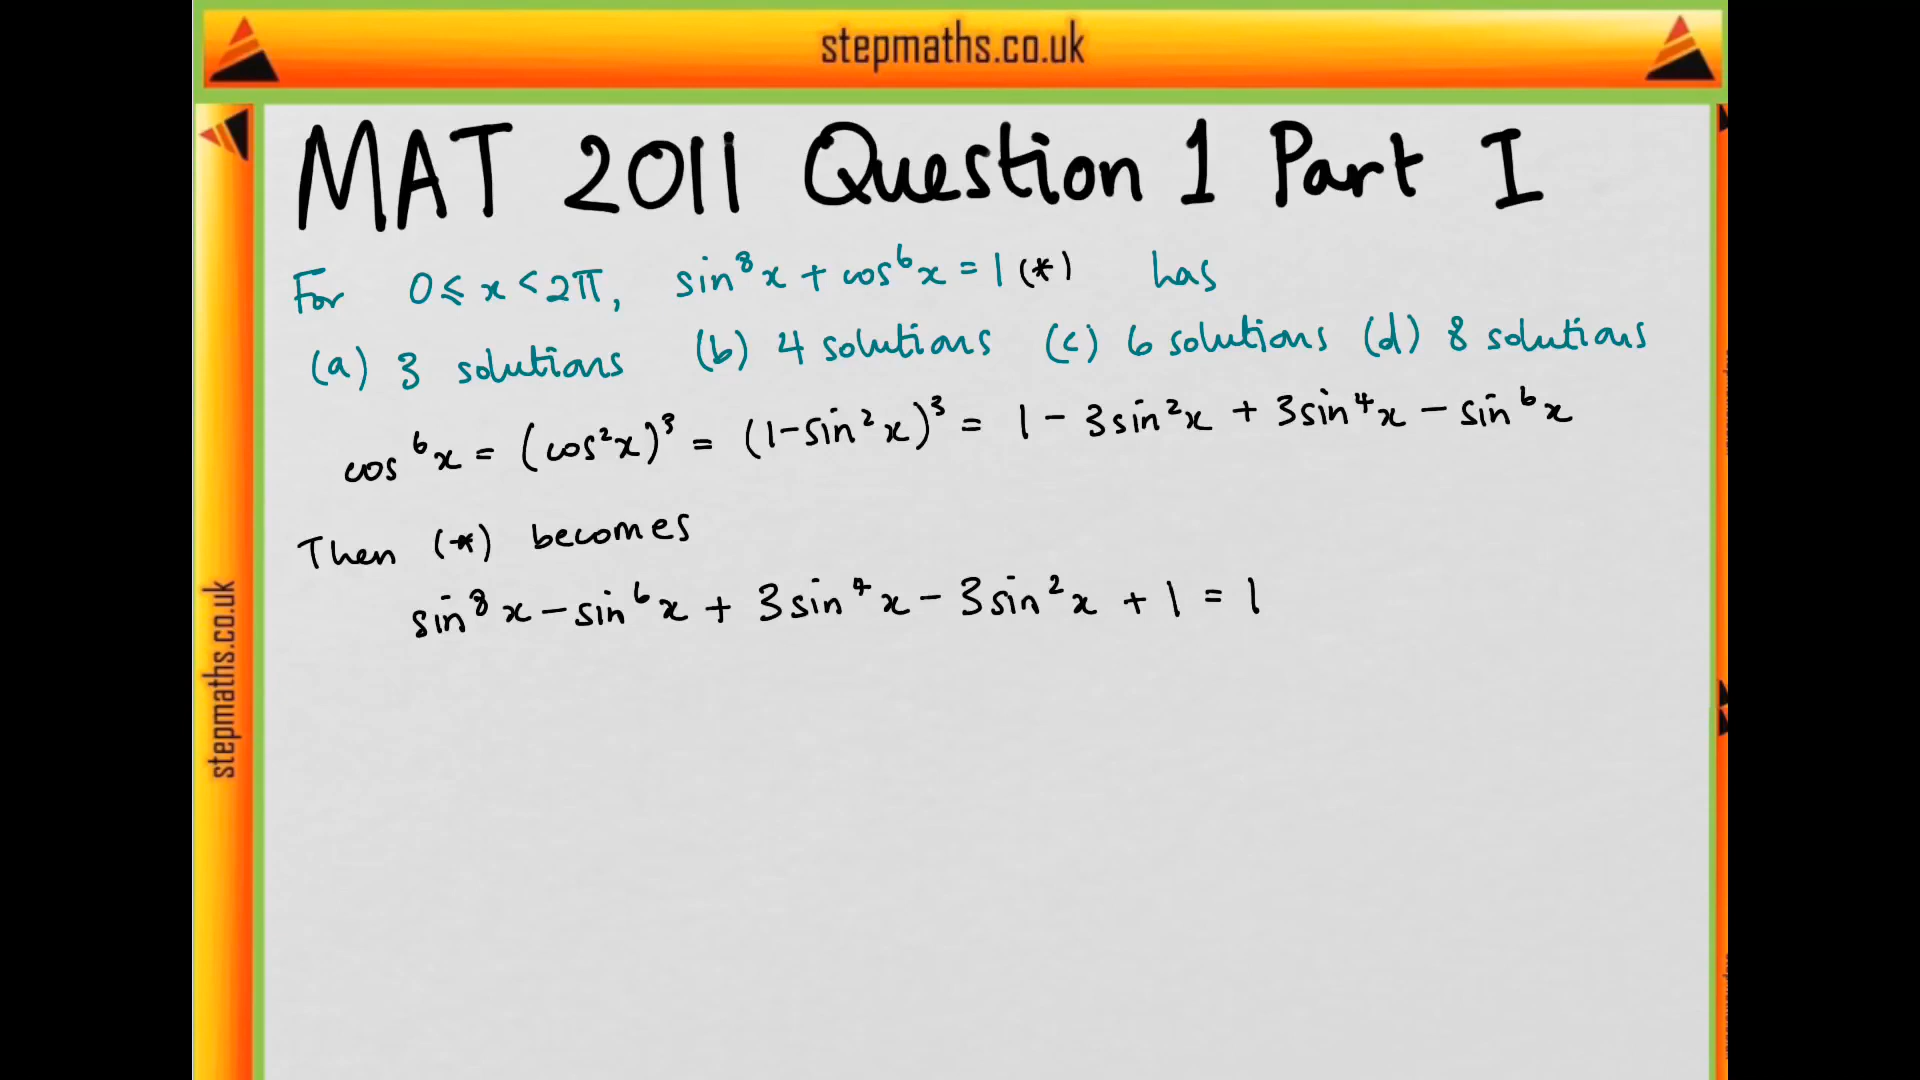 stepmaths.co.uk
MAT 2011 Question 1 Part I
For 0 ⩽ x < 2π, sin⁸x + cos⁶x = 1 (*) has
(a) 3 solutions (b) 4 solutions (c) 6 solutions (d) 8 solutions
cos⁶x = (cos²x)³ = (1-sin²x)³ = 1 - 3sin²x + 3sin⁴x - sin⁶x
Then (*) becomes
sin⁸x - sin⁶x + 3sin⁴x - 3sin²x + 1 = 1
stepmaths.co.uk